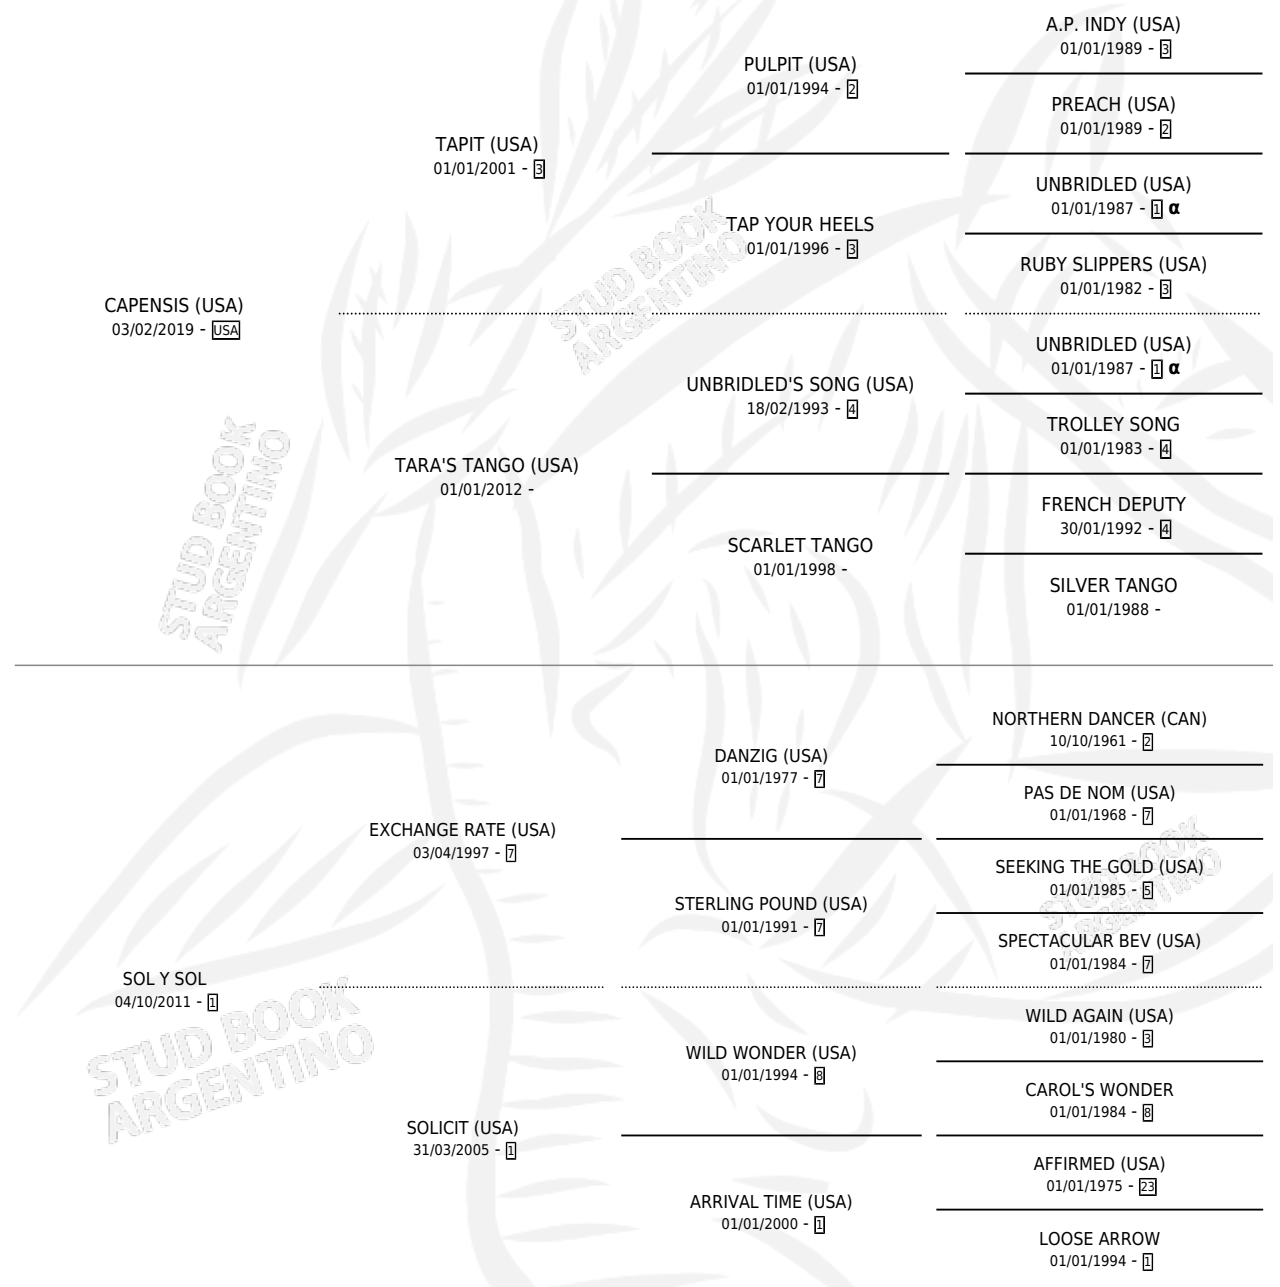 A.P. INDY (USA)
01/01/1989 - 3
PULPIT (USA)
01/01/1994 - 2
PREACH (USA)
01/01/1989 - 2
TAPIT (USA)
01/01/2001 - 3
UNBRIDLED (USA)
01/01/1987 - 1 α
TAP YOUR HEELS
01/01/1996 - 3
RUBY SLIPPERS (USA)
01/01/1982 - 3
CAPENSIS (USA)
03/02/2019 - USA
UNBRIDLED (USA)
01/01/1987 - 1 α
UNBRIDLED'S SONG (USA)
18/02/1993 - 4
TROLLEY SONG
01/01/1983 - 4
TARA'S TANGO (USA)
01/01/2012 -
FRENCH DEPUTY
30/01/1992 - 4
SCARLET TANGO
01/01/1998 -
SILVER TANGO
01/01/1988 -
NORTHERN DANCER (CAN)
10/10/1961 - 2
DANZIG (USA)
01/01/1977 - 7
PAS DE NOM (USA)
01/01/1968 - 7
EXCHANGE RATE (USA)
03/04/1997 - 7
SEEKING THE GOLD (USA)
01/01/1985 - 5
STERLING POUND (USA)
01/01/1991 - 7
SPECTACULAR BEV (USA)
01/01/1984 - 7
SOL Y SOL
04/10/2011 - 1
WILD AGAIN (USA)
01/01/1980 - 3
WILD WONDER (USA)
01/01/1994 - 8
CAROL'S WONDER
01/01/1984 - 8
SOLICIT (USA)
31/03/2005 - 1
AFFIRMED (USA)
01/01/1975 - 23
ARRIVAL TIME (USA)
01/01/2000 - 1
LOOSE ARROW
01/01/1994 - 1
STUD BOOK
ARGENTINO
STUD BOOK
ARGENTINO
STUD BOOK
ARGENTINO
STUD BOOK
ARGENTINO